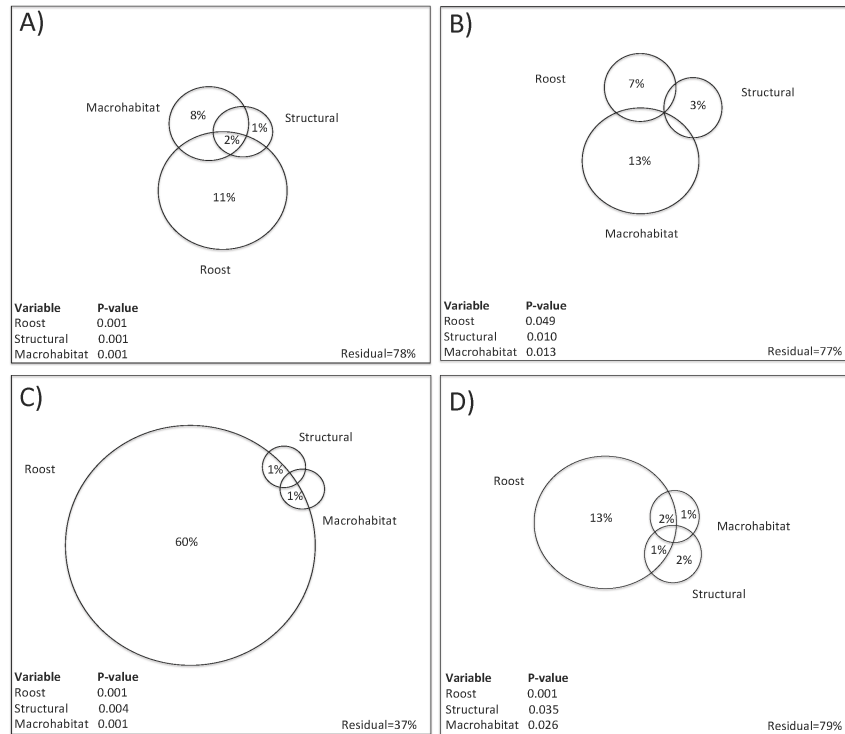 A)
Macrohabitat
8%
Structural
1%
2%
11%
Roost
Variable P-value
Roost 0.001
Structural 0.001
Macrohabitat 0.001
Residual=78%
B)
Roost
7%
Structural
3%
13%
Macrohabitat
Variable P-value
Roost 0.049
Structural 0.010
Macrohabitat 0.013
Residual=77%
C)
Structural
Roost
1%
1%
Macrohabitat
60%
Variable P-value
Roost 0.001
Structural 0.004
Macrohabitat 0.001
Residual=37%
D)
Roost
13%
2%
1%
Macrohabitat
1%
2%
Structural
Variable P-value
Roost 0.001
Structural 0.035
Macrohabitat 0.026
Residual=79%